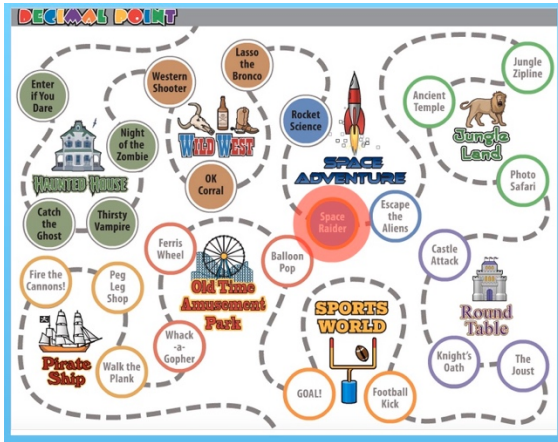 DECIMAL POINT
Lasso
the
Bronco
Jungle
Zipline
Enter
if You
Dare
Western
Shooter
Ancient
Temple
Rocket
Science
Night
of the
Zombie
WILD WEST
Jungle
Land
SPACE
ADVENTURE
HAUNTED HOUSE
OK
Corral
Photo
Safari
Catch
the
Ghost
Thirsty
Vampire
Space
Raider
Escape
the
Aliens
Ferris
Wheel
Balloon
Pop
Castle
Attack
Fire the
Cannons!
Peg
Leg
Shop
Old Time
Amusement
Park
SPORTS
WORLD
Round
Table
Whack
-a-
Gopher
Pirate
Ship
Walk the
Plank
Knight's
Oath
The
Joust
GOAL!
Football
Kick